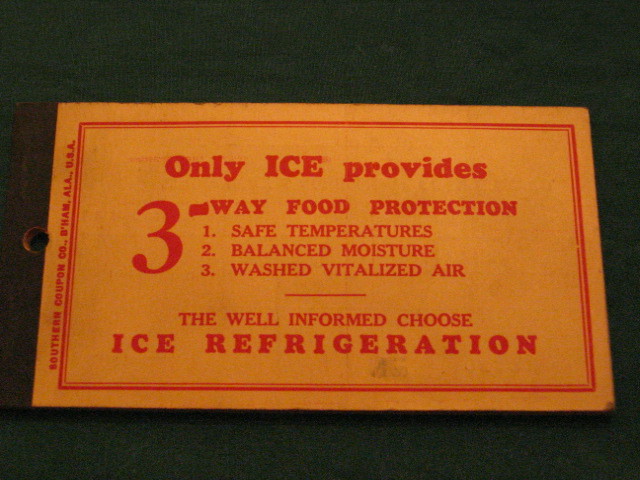 Only ICE provides
3-WAY FOOD PROTECTION
1. SAFE TEMPERATURES
2. BALANCED MOISTURE
3. WASHED VITALIZED AIR
THE WELL INFORMED CHOOSE
ICE REFRIGERATION
SOUTHERN COUPON CO., B'HAM, ALA., U.S.A.